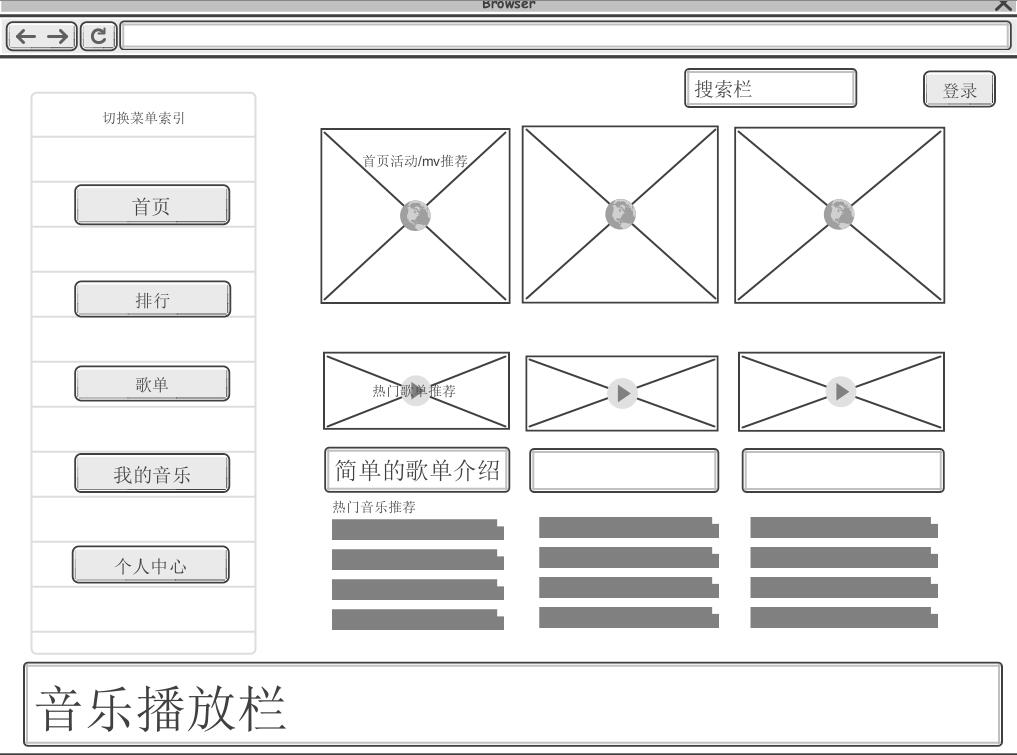 Browser
搜索栏
登录
切换菜单索引
首页
排行
歌单
我的音乐
个人中心
首页活动/mv推荐
热门歌单推荐
简单的歌单介绍
热门音乐推荐
音乐播放栏